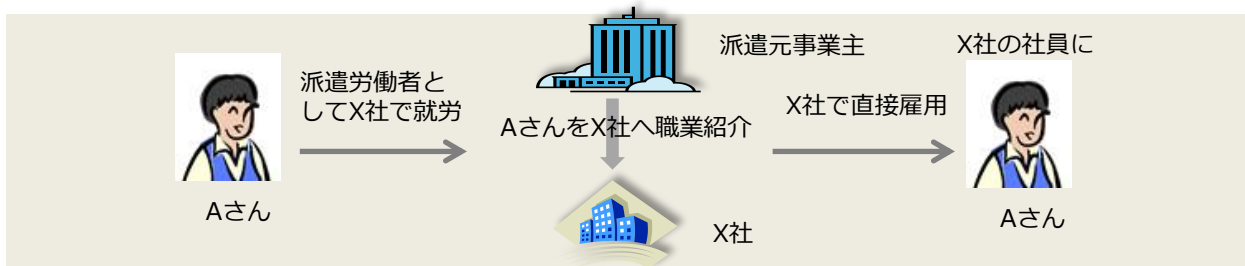 Aさん
派遣労働者と
してX社で就労
派遣元事業主
AさんをX社へ職業紹介
X社
X社で直接雇用
X社の社員に
Aさん